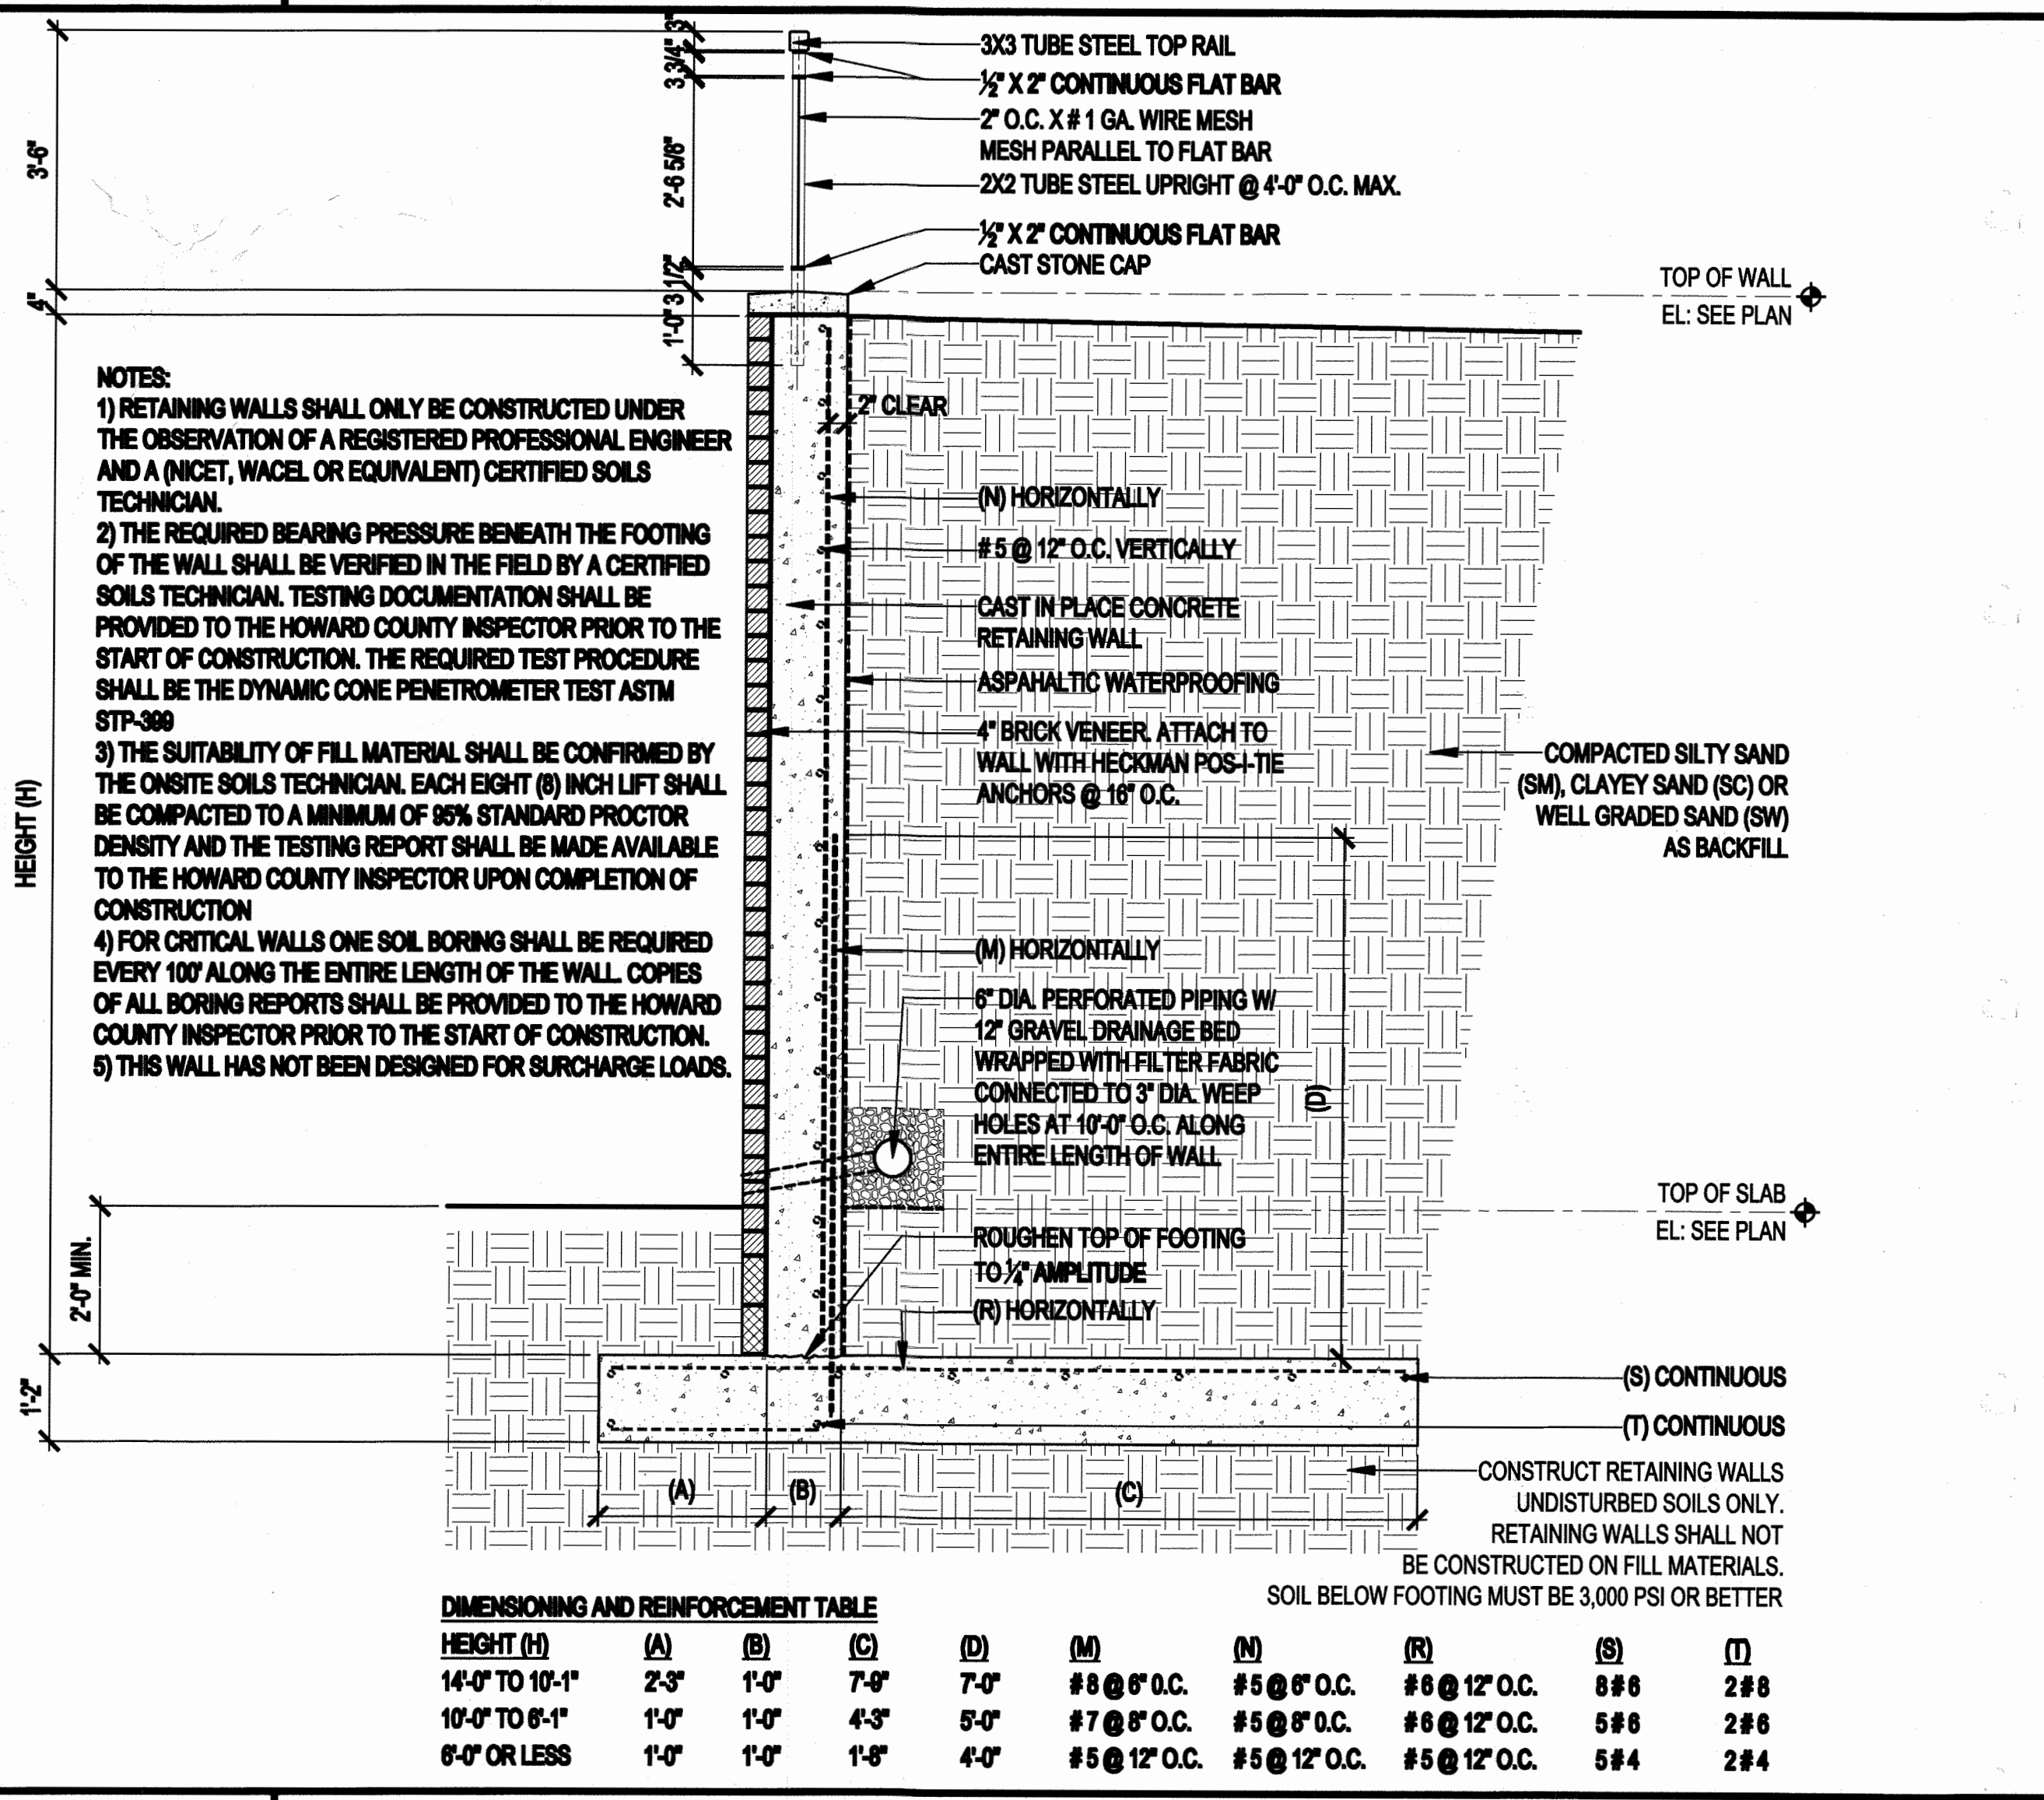 3X3 TUBE STEEL TOP RAIL
½" X 2" CONTINUOUS FLAT BAR
2" O.C. X # 1 GA. WIRE MESH
MESH PARALLEL TO FLAT BAR
2X2 TUBE STEEL UPRIGHT @ 4'-0" O.C. MAX.
½" X 2" CONTINUOUS FLAT BAR
CAST STONE CAP
3"
3 3/4"
2'-6 5/8"
3 1/2"
1'-0"
3'-6"
4"
TOP OF WALL
EL: SEE PLAN
NOTES:
1) RETAINING WALLS SHALL ONLY BE CONSTRUCTED UNDER
THE OBSERVATION OF A REGISTERED PROFESSIONAL ENGINEER
AND A (NICET, WACEL OR EQUIVALENT) CERTIFIED SOILS
TECHNICIAN.
2) THE REQUIRED BEARING PRESSURE BENEATH THE FOOTING
OF THE WALL SHALL BE VERIFIED IN THE FIELD BY A CERTIFIED
SOILS TECHNICIAN. TESTING DOCUMENTATION SHALL BE
PROVIDED TO THE HOWARD COUNTY INSPECTOR PRIOR TO THE
START OF CONSTRUCTION. THE REQUIRED TEST PROCEDURE
SHALL BE THE DYNAMIC CONE PENETROMETER TEST ASTM
STP-399
3) THE SUITABILITY OF FILL MATERIAL SHALL BE CONFIRMED BY
THE ONSITE SOILS TECHNICIAN. EACH EIGHT (8) INCH LIFT SHALL
BE COMPACTED TO A MINIMUM OF 95% STANDARD PROCTOR
DENSITY AND THE TESTING REPORT SHALL BE MADE AVAILABLE
TO THE HOWARD COUNTY INSPECTOR UPON COMPLETION OF
CONSTRUCTION
4) FOR CRITICAL WALLS ONE SOIL BORING SHALL BE REQUIRED
EVERY 100' ALONG THE ENTIRE LENGTH OF THE WALL. COPIES
OF ALL BORING REPORTS SHALL BE PROVIDED TO THE HOWARD
COUNTY INSPECTOR PRIOR TO THE START OF CONSTRUCTION.
5) THIS WALL HAS NOT BEEN DESIGNED FOR SURCHARGE LOADS.
2" CLEAR
(N) HORIZONTALLY
# 5 @ 12" O.C. VERTICALLY
CAST IN PLACE CONCRETE
RETAINING WALL
ASPAHALTIC WATERPROOFING
4" BRICK VENEER. ATTACH TO
WALL WITH HECKMAN POS-I-TIE
ANCHORS @ 16" O.C.
COMPACTED SILTY SAND
(SM), CLAYEY SAND (SC) OR
WELL GRADED SAND (SW)
AS BACKFILL
HEIGHT (H)
(M) HORIZONTALLY
6" DIA. PERFORATED PIPING W/
12" GRAVEL DRAINAGE BED
WRAPPED WITH FILTER FABRIC
CONNECTED TO 3" DIA. WEEP
HOLES AT 10'-0" O.C. ALONG
ENTIRE LENGTH OF WALL
(D)
TOP OF SLAB
EL: SEE PLAN
ROUGHEN TOP OF FOOTING
TO ¼" AMPLITUDE
(R) HORIZONTALLY
2'-0" MIN.
1'-2"
(S) CONTINUOUS
(T) CONTINUOUS
(A) (B) (C)
CONSTRUCT RETAINING WALLS
UNDISTURBED SOILS ONLY.
RETAINING WALLS SHALL NOT
BE CONSTRUCTED ON FILL MATERIALS.
SOIL BELOW FOOTING MUST BE 3,000 PSI OR BETTER
DIMENSIONING AND REINFORCEMENT TABLE
HEIGHT (H) (A) (B) (C) (D) (M) (N) (R) (S) (T)
14'-0" TO 10'-1" 2'-3" 1'-0" 7'-9" 7'-0" #8 @ 6" O.C. #5 @ 6" O.C. #6 @ 12" O.C. 8#6 2#8
10'-0" TO 6'-1" 1'-0" 1'-0" 4'-3" 5'-0" #7 @ 8" O.C. #5 @ 8" O.C. #6 @ 12" O.C. 5#6 2#6
6'-0" OR LESS 1'-0" 1'-0" 1'-8" 4'-0" #5 @ 12" O.C. #5 @ 12" O.C. #5 @ 12" O.C. 5#4 2#4